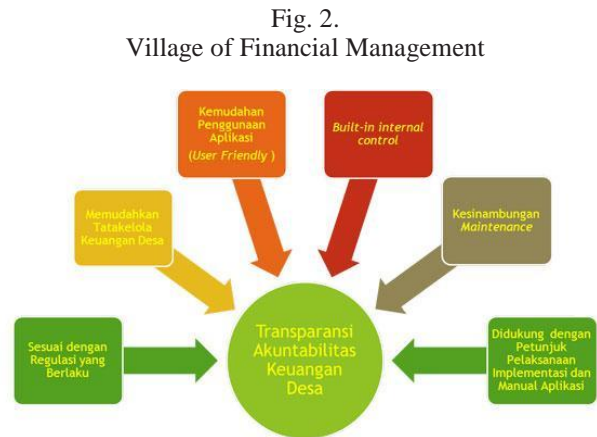 Fig. 2.
Village of Financial Management
Kemudahan
Penggunaan
Aplikasi
(User Friendly )
Built-in internal
control
Memudahkan
Tatakelola
Keuangan Desa
Kesinambungan
Maintenance
Sesuai dengan
Regulasi yang
Berlaku
Transparansi
Akuntabilitas
Keuangan
Desa
Didukung dengan
Petunjuk
Pelaksanaan
Implementasi dan
Manual Aplikasi